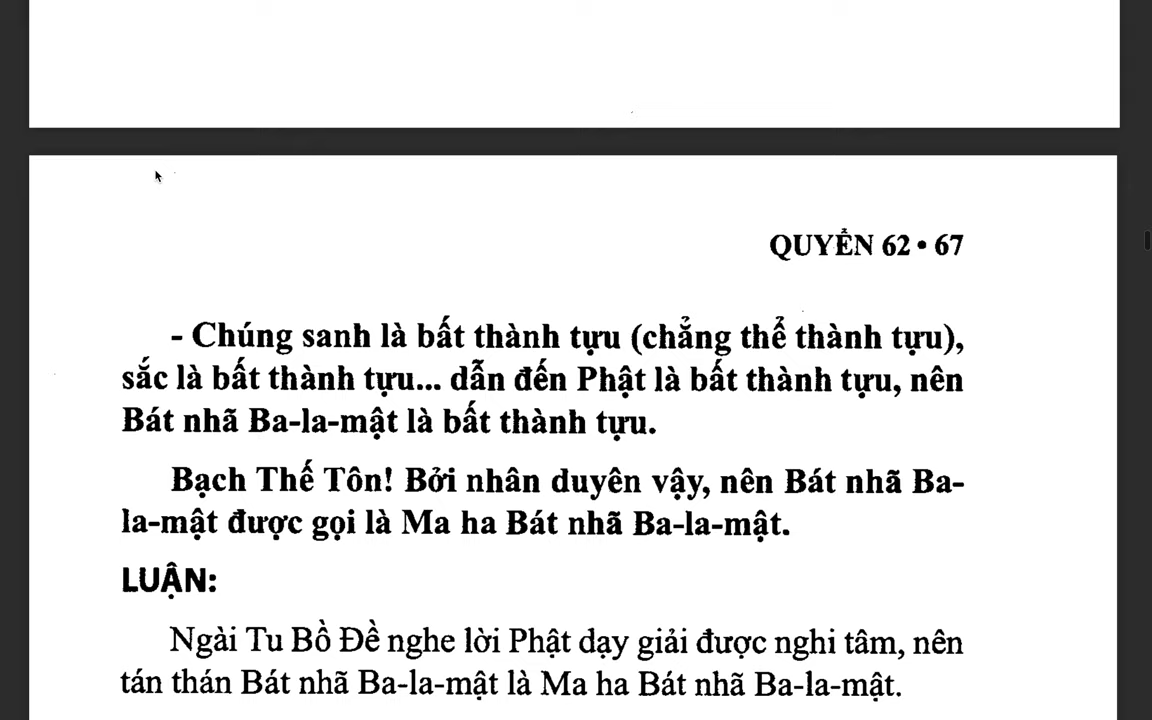 QUYỂN 62 • 67
- Chúng sanh là bất thành tựu (chẳng thể thành tựu),
sắc là bất thành tựu... dẫn đến Phật là bất thành tựu, nên
Bát nhã Ba-la-mật là bất thành tựu.
Bạch Thế Tôn! Bởi nhân duyên vậy, nên Bát nhã Ba-
la-mật được gọi là Ma ha Bát nhã Ba-la-mật.
LUẬN:
Ngài Tu Bồ Đề nghe lời Phật dạy giải được nghi tâm, nên
tán thán Bát nhã Ba-la-mật là Ma ha Bát nhã Ba-la-mật.